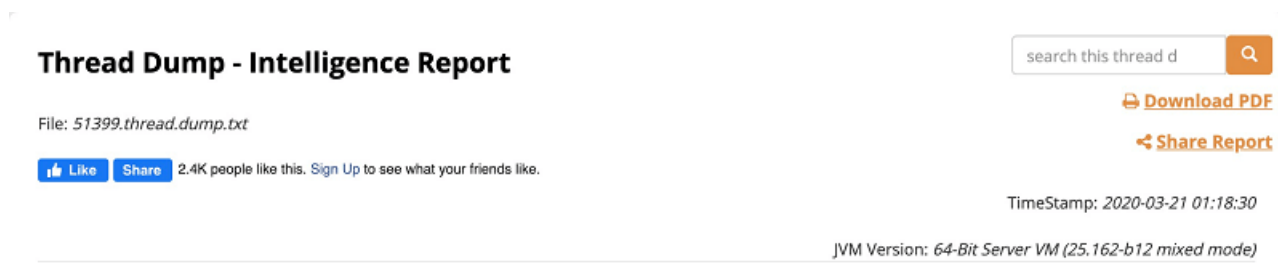 Thread Dump - Intelligence Report
search this thread d
Download PDF
File: 51399.thread.dump.txt
Share Report
Like Share 2.4K people like this. Sign Up to see what your friends like.
TimeStamp: 2020-03-21 01:18:30
JVM Version: 64-Bit Server VM (25.162-b12 mixed mode)